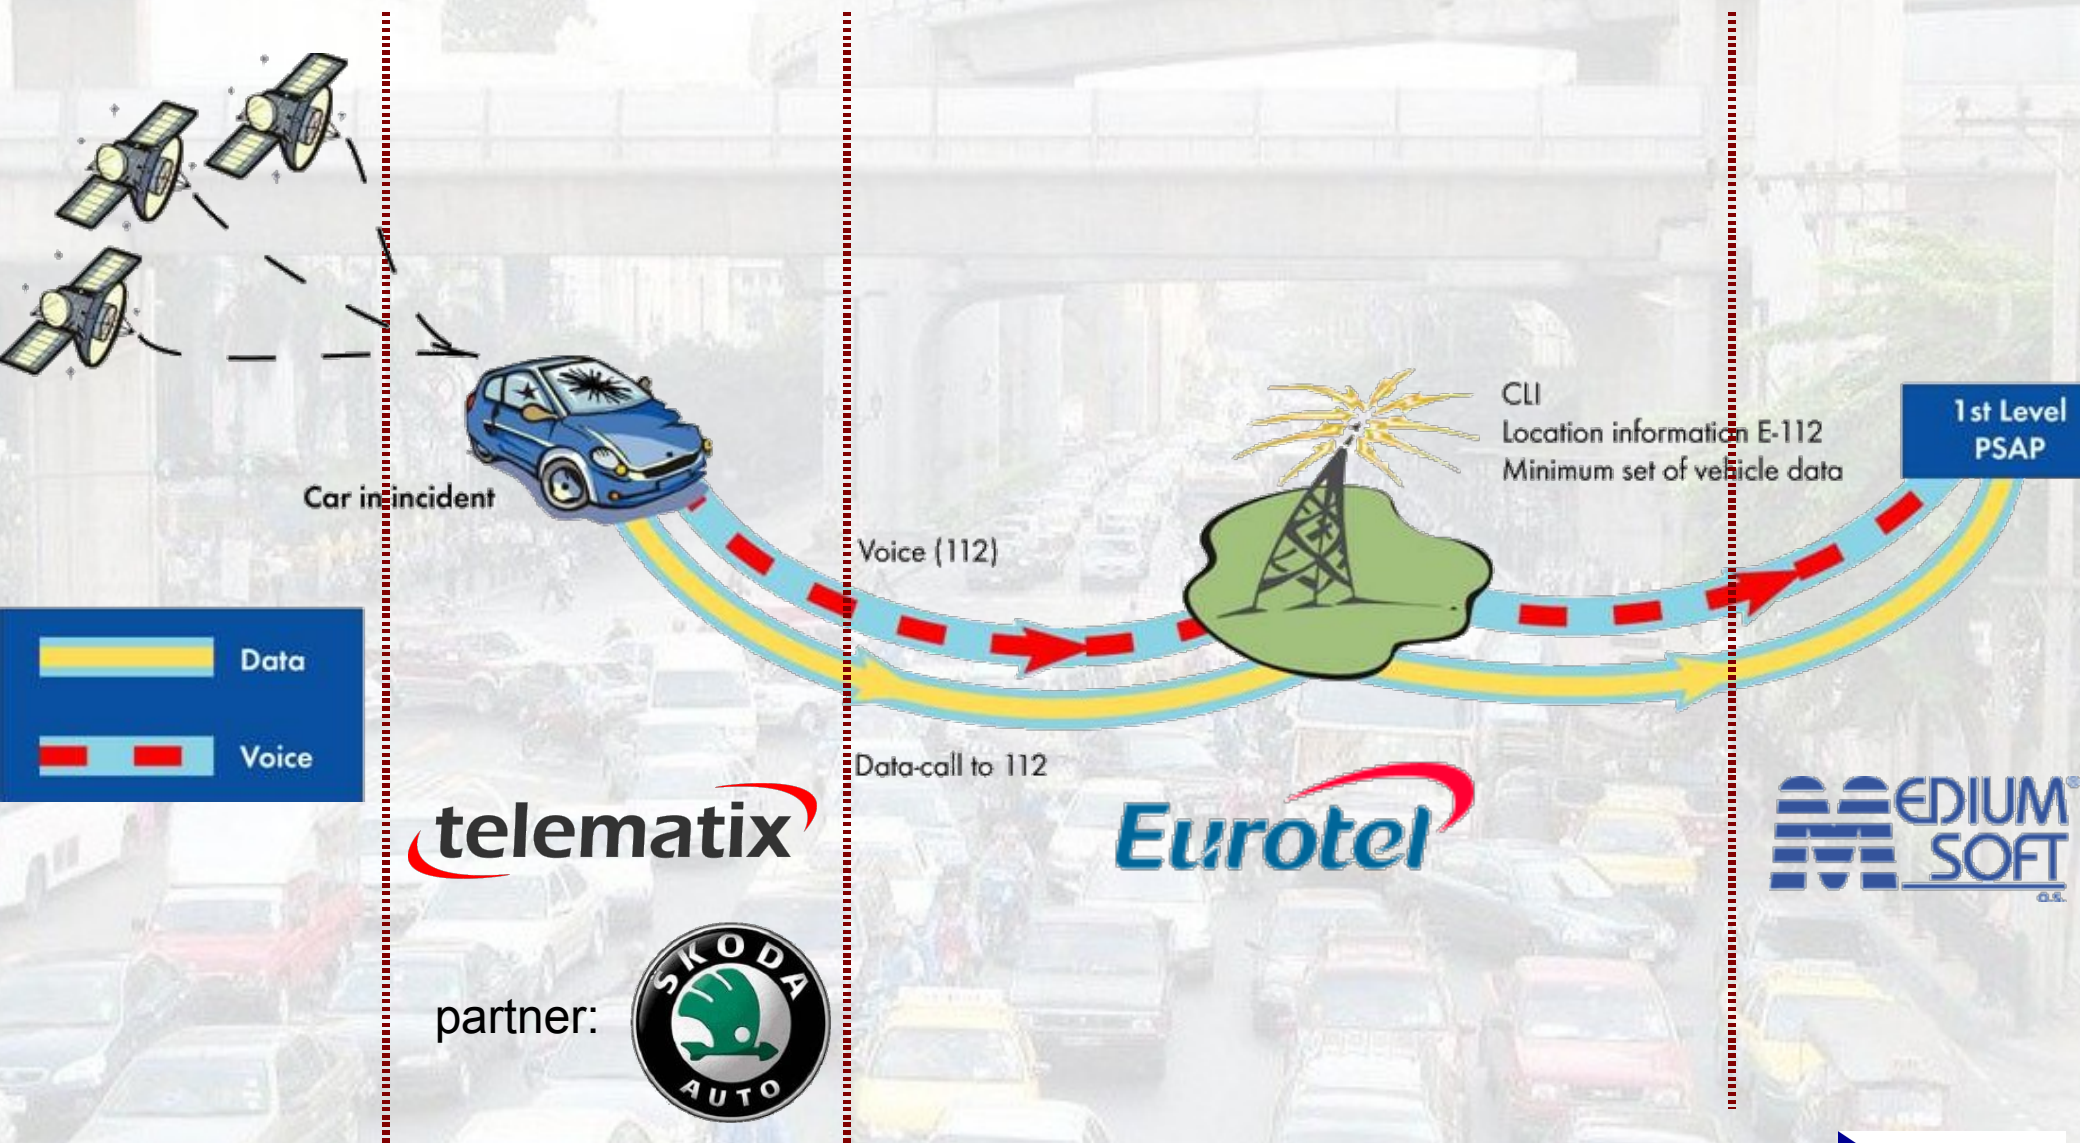 CLI
Location information E-112
Minimum set of vehicle data
1st Level
PSAP
Car in incident
Voice (112)
Data
Voice
Data-call to 112
telematix
Eurotel
MEDIUM®
SOFT
a.s.
partner:
SKODA
AUTO